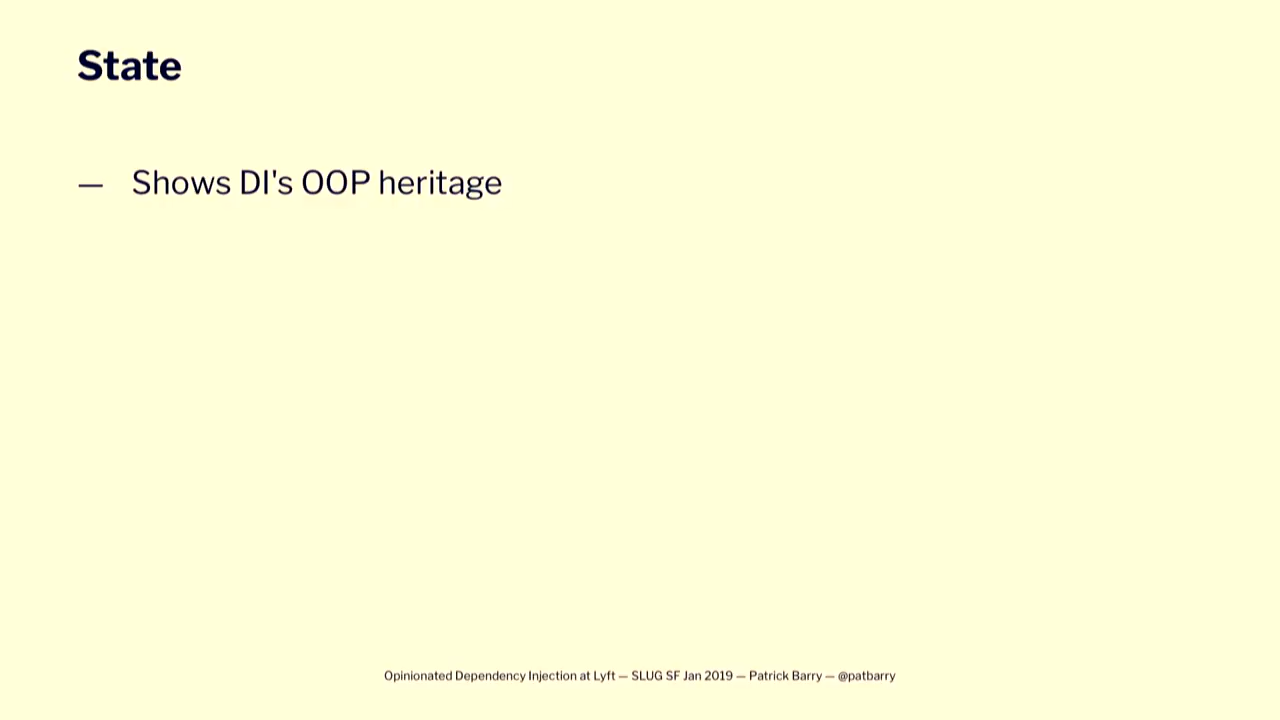 State
— Shows DI's OOP heritage
Opinionated Dependency Injection at Lyft — SLUG SF Jan 2019 — Patrick Barry — @patbarry